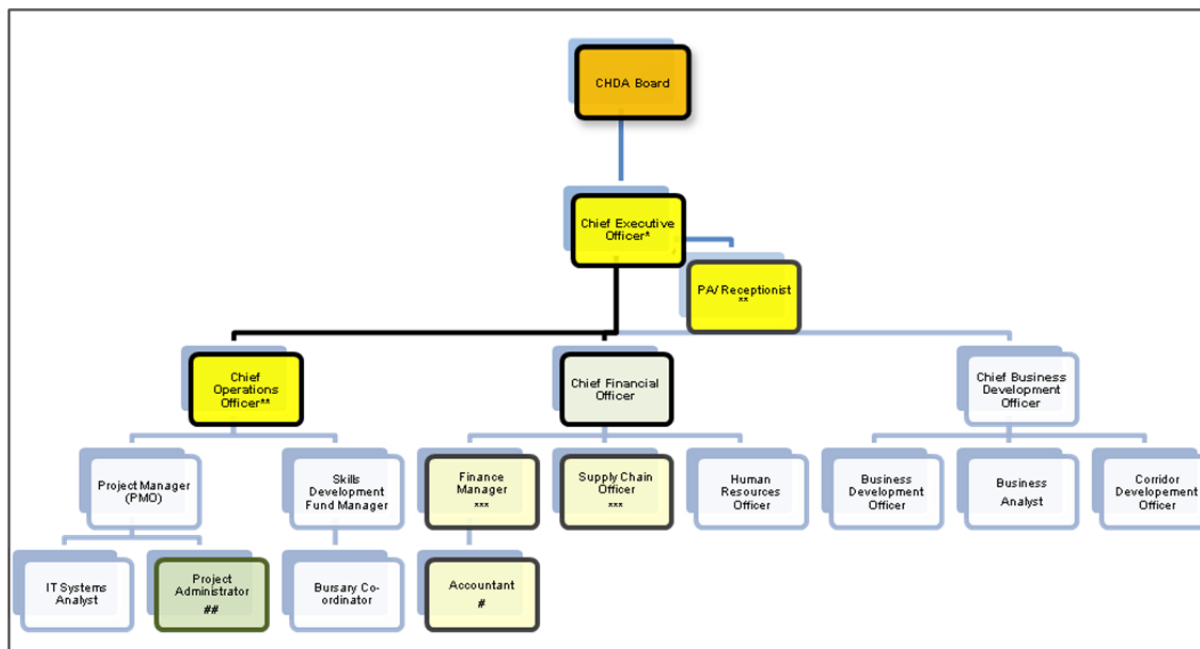 CHDA Board
Chief Executive
Officer*
PA/ Receptionist
**
Chief
Operations
Officer**
Chief Financial
Officer
Chief Business
Development
Officer
Project Manager
(PMO)
Skills
Development
Fund Manager
Finance
Manager
***
Supply Chain
Officer
***
Human
Resources
Officer
Business
Development
Officer
Business
Analyst
Corridor
Developement
Officer
IT Systems
Analyst
Project
Administrator
##
Bursary Co-
ordinator
Accountant
#